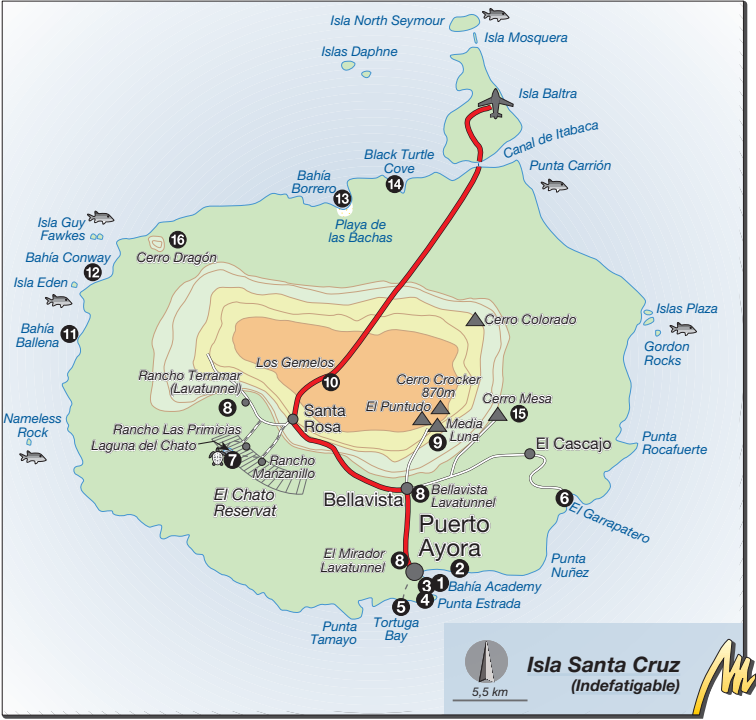 Isla North Seymour
Isla Mosquera
Islas Daphne
Isla Baltra
Canal de Itabaca
Black Turtle
Cove
14
Punta Carrión
Bahía
Borrero
13
Playa de
las Bachas
Isla Guy
Fawkes
16
Cerro Dragón
Bahía Conway
12
Isla Eden
Bahía
Ballena
11
Islas Plaza
Gordon
Rocks
Cerro Colorado
Los Gemelos
10
Rancho Terramar
(Lavatunnel)
8
Cerro Crocker
870m
El Puntudo
Cerro Mesa
15
Media
Luna
9
Santa
Rosa
Nameless
Rock
Rancho Las Primicias
Laguna del Chato
7
Rancho
Manzanillo
El Chato
Reservat
El Cascajo
Punta
Rocafuerte
Bellavista
8
Bellavista
Lavatunnel
6
El Garrapatero
Puerto
Ayora
El Mirador
Lavatunnel
8
2
Punta
Nuñez
3
1
Bahía Academy
4
Punta Estrada
5
Tortuga
Bay
Punta
Tamayo
5,5 km
Isla Santa Cruz
(Indefatigable)